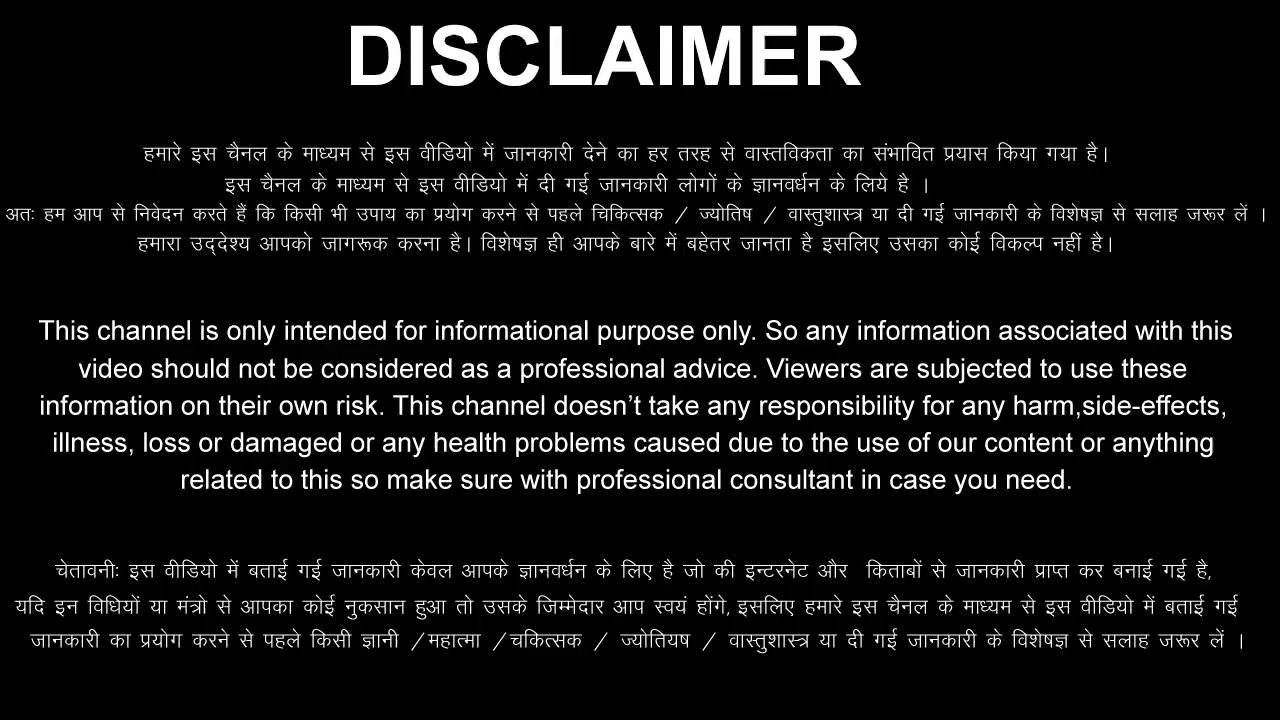 DISCLAIMER
हमारे इस चैनल के माध्यम से इस वीडियो में जानकारी देने का हर तरह से वास्तविकता का संभावित प्रयास किया गया है।
इस चैनल के माध्यम से इस वीडियो में दी गई जानकारी लोगों के ज्ञानवर्धन के लिये है ।
अतः हम आप से निवेदन करते हैं कि किसी भी उपाय का प्रयोग करने से पहले चिकित्सक / ज्योतिष / वास्तुशास्त्र या दी गई जानकारी के विशेषज्ञ से सलाह जरूर लें ।
हमारा उद्देश्य आपको जागरूक करना है। विशेषज्ञ ही आपके बारे में बहेतर जानता है इसलिए उसका कोई विकल्प नहीं है।
This channel is only intended for informational purpose only. So any information associated with this
video should not be considered as a professional advice. Viewers are subjected to use these
information on their own risk. This channel doesn’t take any responsibility for any harm,side-effects,
illness, loss or damaged or any health problems caused due to the use of our content or anything
related to this so make sure with professional consultant in case you need.
चेतावनीः इस वीडियो में बताई गई जानकारी केवल आपके ज्ञानवर्धन के लिए है जो की इन्टरनेट और किताबों से जानकारी प्राप्त कर बनाई गई है,
यदि इन विधियों या मंत्रो से आपका कोई नुकसान हुआ तो उसके जिम्मेदार आप स्वयं होंगे, इसलिए हमारे इस चैनल के माध्यम से इस वीडियो में बताई गई
जानकारी का प्रयोग करने से पहले किसी ज्ञानी /महात्मा /चकित्सक / ज्योतियष / वास्तुशास्त्र या दी गई जानकारी के विशेषज्ञ से सलाह जरूर लें ।